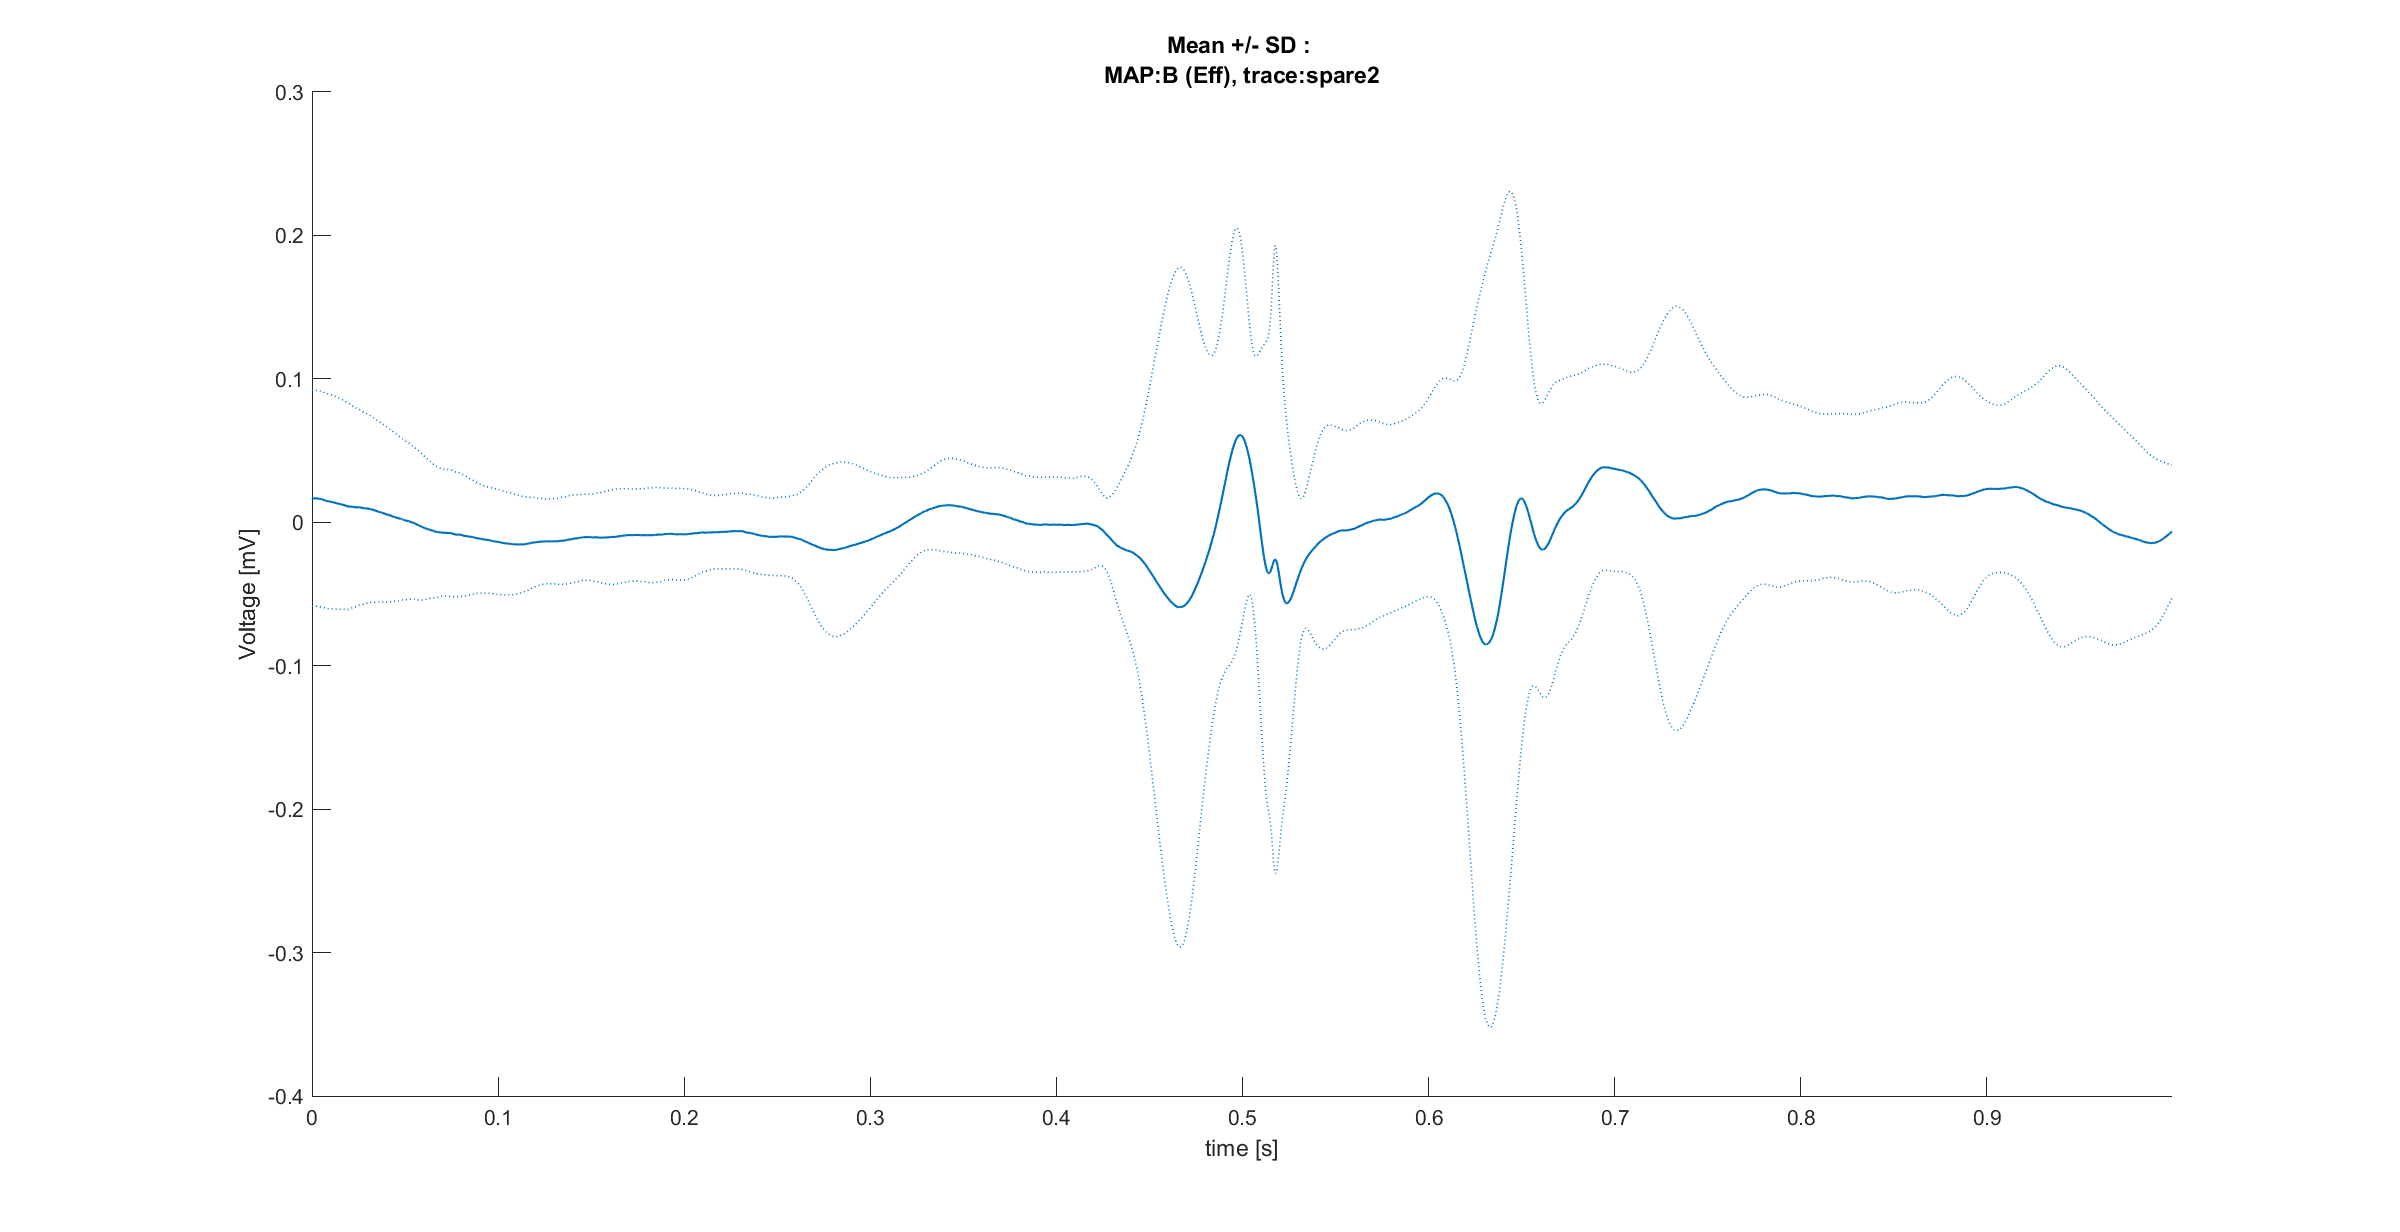 Mean +/- SD :
MAP:B (Eff), trace:spare2
0.3
0.2
0.1
0
-0.1
-0.2
-0.3
-0.4
Voltage [mV]
0 0.1 0.2 0.3 0.4 0.5 0.6 0.7 0.8 0.9
time [s]